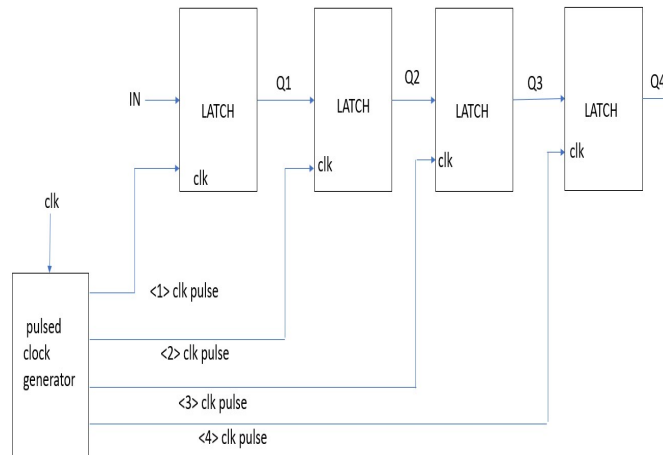 Q1
Q2
Q3
Q4
IN
LATCH
LATCH
LATCH
LATCH
clk
clk
clk
clk
clk
<1> clk pulse
pulsed
clock
generator
<2> clk pulse
<3> clk pulse
<4> clk pulse